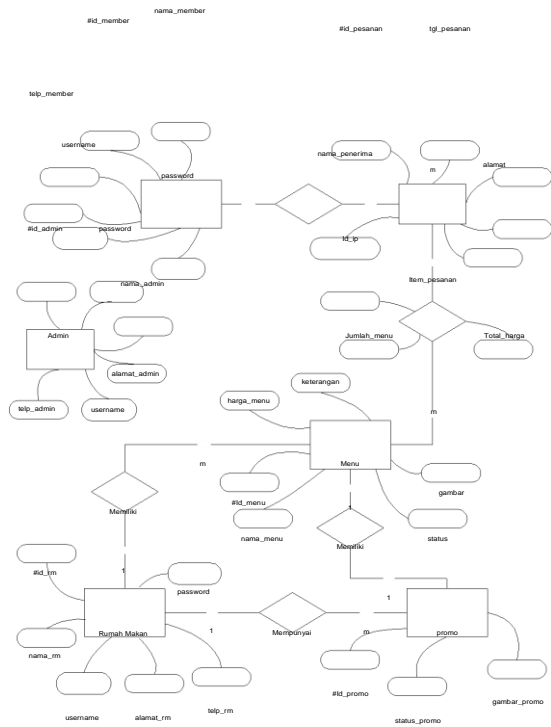 nama_member
#id_member
#id_pesanan
tgl_pesanan
telp_member
username
nama_penerima
m
alamat
password
#id_admin
password
Id_ip
nama_admin
Item_pesanan
Admin
Jumlah_menu
Total_harga
alamat_admin
keterangan
harga_menu
telp_admin
username
m
m
Menu
gambar
#Id_menu
1
Memiliki
nama_menu
status
Memiliki
1
#id_rm
password
1
1
Rumah Makan
1
Mempunyai
m
promo
nama_rm
#Id_promo
gambar_promo
username
alamat_rm
telp_rm
status_promo